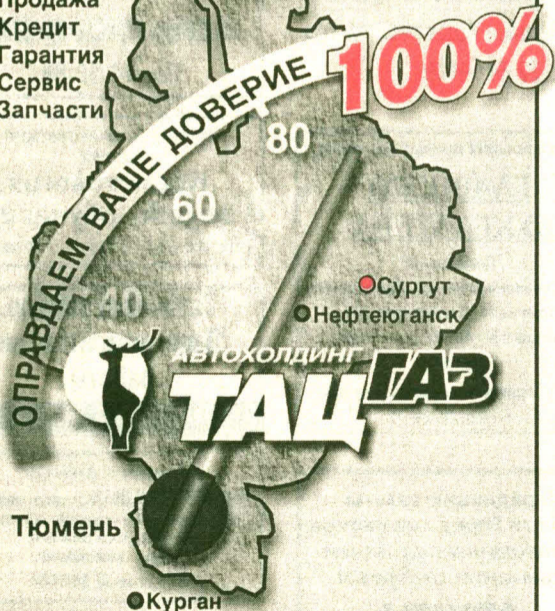 Продажа
Кредит
Гарантия
Сервис
Запчасти
ОПРАВДАЕМ ВАШЕ ДОВЕРИЕ 100%
80
60
40
Сургут
Нефтеюганск
АВТОХОЛДИНГ
ТАЦ ГАЗ
Тюмень
Курган